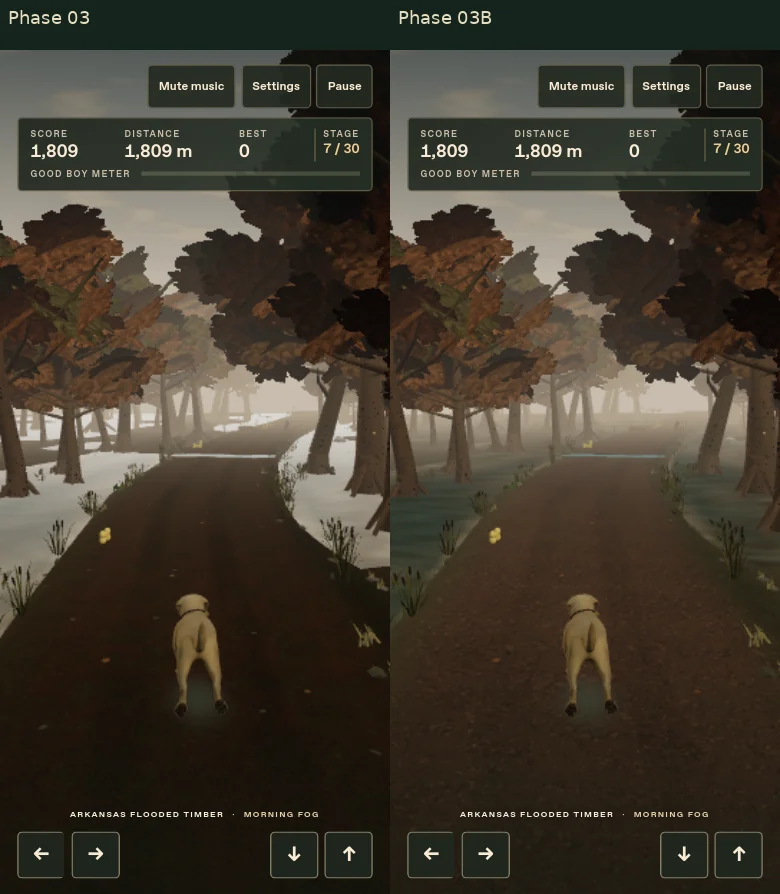 Phase 03
Mute music
Settings
Pause
SCORE
DISTANCE
BEST
STAGE
1,809
1,809 m
0
7 / 30
GOOD BOY METER
ARKANSAS FLOODED TIMBER · MORNING FOG
← → ↓ ↑
Phase 03B
Mute music
Settings
Pause
SCORE
DISTANCE
BEST
STAGE
1,809
1,809 m
0
7 / 30
GOOD BOY METER
ARKANSAS FLOODED TIMBER · MORNING FOG
← → ↓ ↑